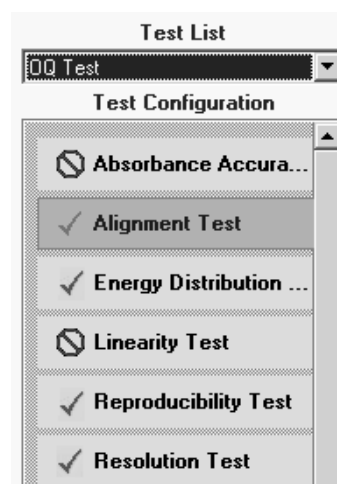 Test List
OQ Test
Test Configuration
Absorbance Accura...
Alignment Test
Energy Distribution ...
Linearity Test
Reproducibility Test
Resolution Test